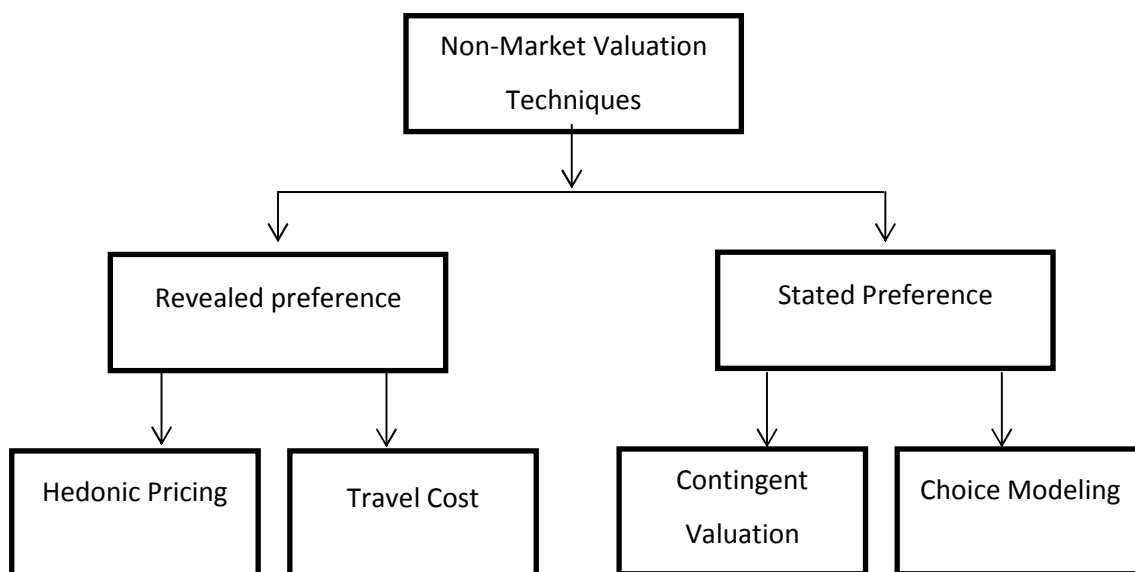 Non-Market Valuation
Techniques
Revealed preference
Stated Preference
Hedonic Pricing
Travel Cost
Contingent
Valuation
Choice Modeling